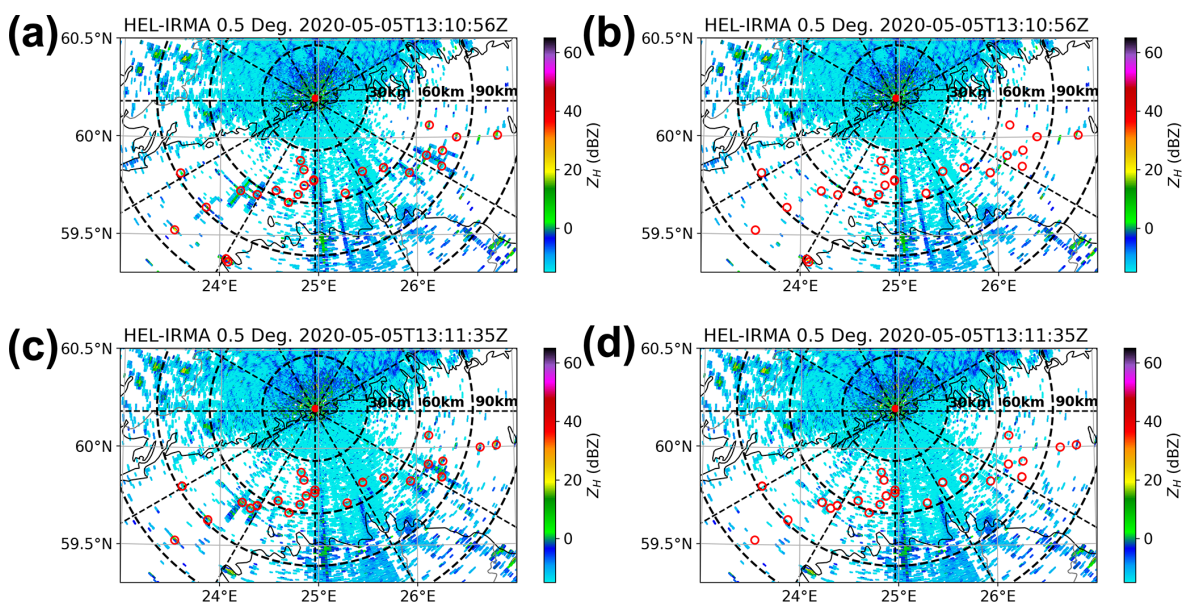 (a)
HEL-IRMA 0.5 Deg. 2020-05-05T13:10:56Z
60.5°N
60°N
59.5°N
24°E
25°E
26°E
30km
60km
90km
60
40
20
0
Z_H (dBZ)
(b)
HEL-IRMA 0.5 Deg. 2020-05-05T13:10:56Z
60.5°N
60°N
59.5°N
24°E
25°E
26°E
30km
60km
90km
60
40
20
0
Z_H (dBZ)
(c)
HEL-IRMA 0.5 Deg. 2020-05-05T13:11:35Z
60.5°N
60°N
59.5°N
24°E
25°E
26°E
30km
60km
90km
60
40
20
0
Z_H (dBZ)
(d)
HEL-IRMA 0.5 Deg. 2020-05-05T13:11:35Z
60.5°N
60°N
59.5°N
24°E
25°E
26°E
30km
60km
90km
60
40
20
0
Z_H (dBZ)